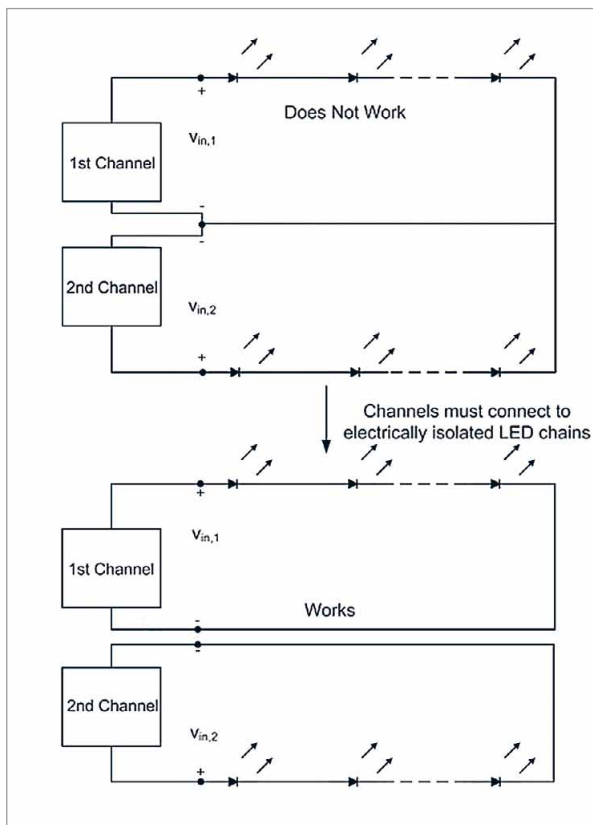 +
Does Not Work
Vin,1
1st Channel
-
-
2nd Channel
Vin,2
+
Channels must connect to
electrically isolated LED chains
+
Vin,1
1st Channel
Works
-
-
2nd Channel
Vin,2
+